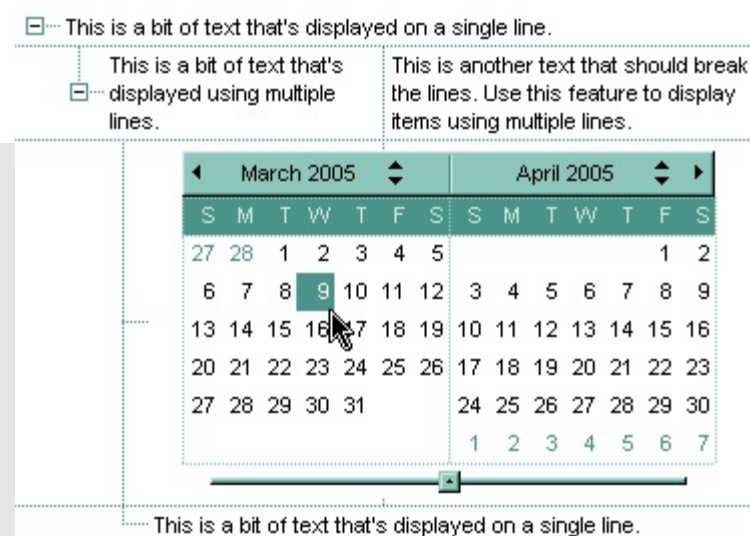 This is a bit of text that's displayed on a single line.
This is a bit of text that's
displayed using multiple
lines.
This is another text that should break
the lines. Use this feature to display
items using multiple lines.
March 2005 April 2005
S M T W T F S S M T W T F S
27 28 1 2 3 4 5 1 2
6 7 8 9 10 11 12 3 4 5 6 7 8 9
13 14 15 16 17 18 19 10 11 12 13 14 15 16
20 21 22 23 24 25 26 17 18 19 20 21 22 23
27 28 29 30 31 24 25 26 27 28 29 30
1 2 3 4 5 6 7
This is a bit of text that's displayed on a single line.